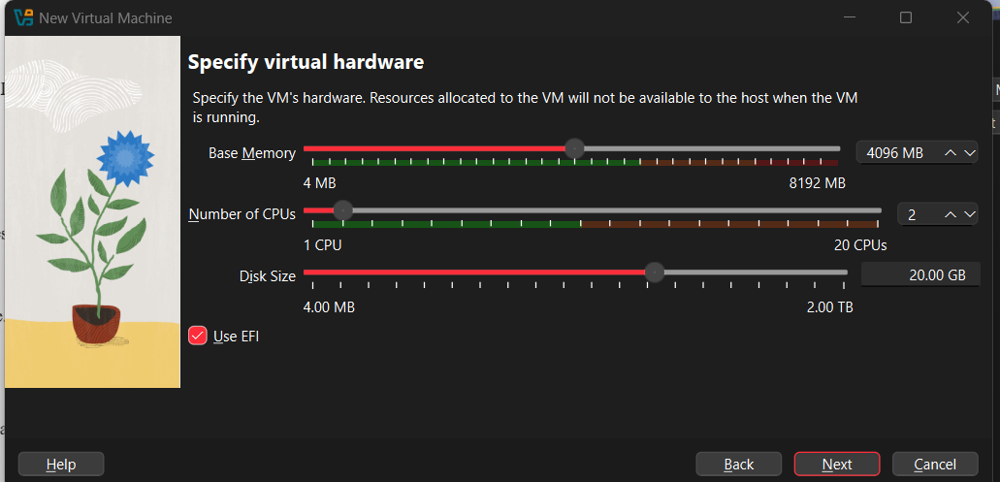 New Virtual Machine
Specify virtual hardware
Specify the VM's hardware. Resources allocated to the VM will not be available to the host when the VM
is running.
Base Memory
4096 MB
4 MB
8192 MB
Number of CPUs
2
1 CPU
20 CPUs
Disk Size
20.00 GB
4.00 MB
2.00 TB
Use EFI
Help
Back
Next
Cancel